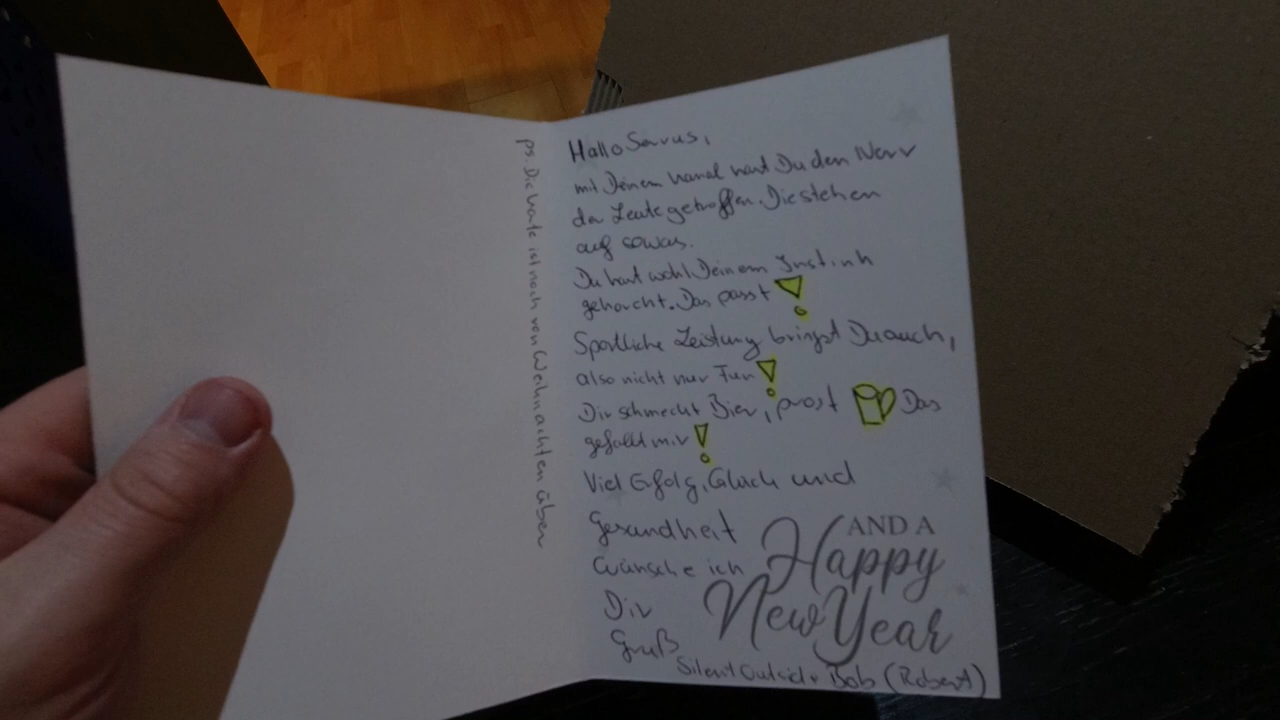 Hallo Servus,
mit Deinem Kanal hast Du den Nerv
der Leute getroffen. Die stehen
auf sowas.
Du hast wohl Deinem Instinkt
gehorcht. Das passt!
Sportliche Leistung bringst Du auch,
also nicht nur Fun!
Dir schmeckt Bier, prost Das
gefällt mir!
Viel Erfolg, Glück und
Gesundheit
wünsche ich
Dir
Gruß
Silent Outside Bob (Robert)
AND A
Happy
New Year
ps. Die Karte ist noch von Weihnachten über